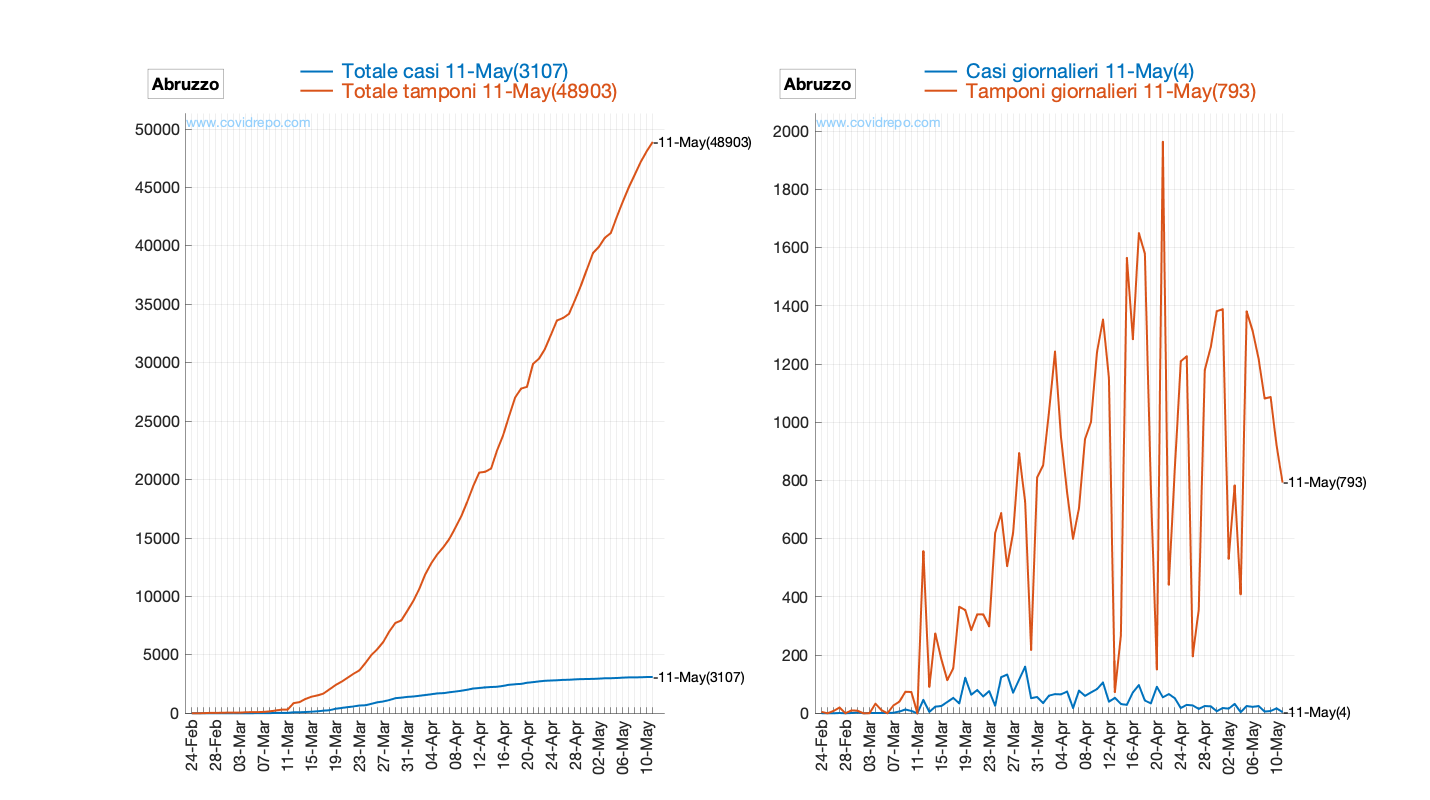 Abruzzo
Totale casi 11-May(3107)
Totale tamponi 11-May(48903)
www.covidrepo.com
50000
45000
40000
35000
30000
25000
20000
15000
10000
5000
0
-11-May(48903)
-11-May(3107)
24-Feb
28-Feb
03-Mar
07-Mar
11-Mar
15-Mar
19-Mar
23-Mar
27-Mar
31-Mar
04-Apr
08-Apr
12-Apr
16-Apr
20-Apr
24-Apr
28-Apr
02-May
06-May
10-May
Abruzzo
Casi giornalieri 11-May(4)
Tamponi giornalieri 11-May(793)
www.covidrepo.com
2000
1800
1600
1400
1200
1000
800
600
400
200
0
-11-May(793)
-11-May(4)
24-Feb
28-Feb
03-Mar
07-Mar
11-Mar
15-Mar
19-Mar
23-Mar
27-Mar
31-Mar
04-Apr
08-Apr
12-Apr
16-Apr
20-Apr
24-Apr
28-Apr
02-May
06-May
10-May